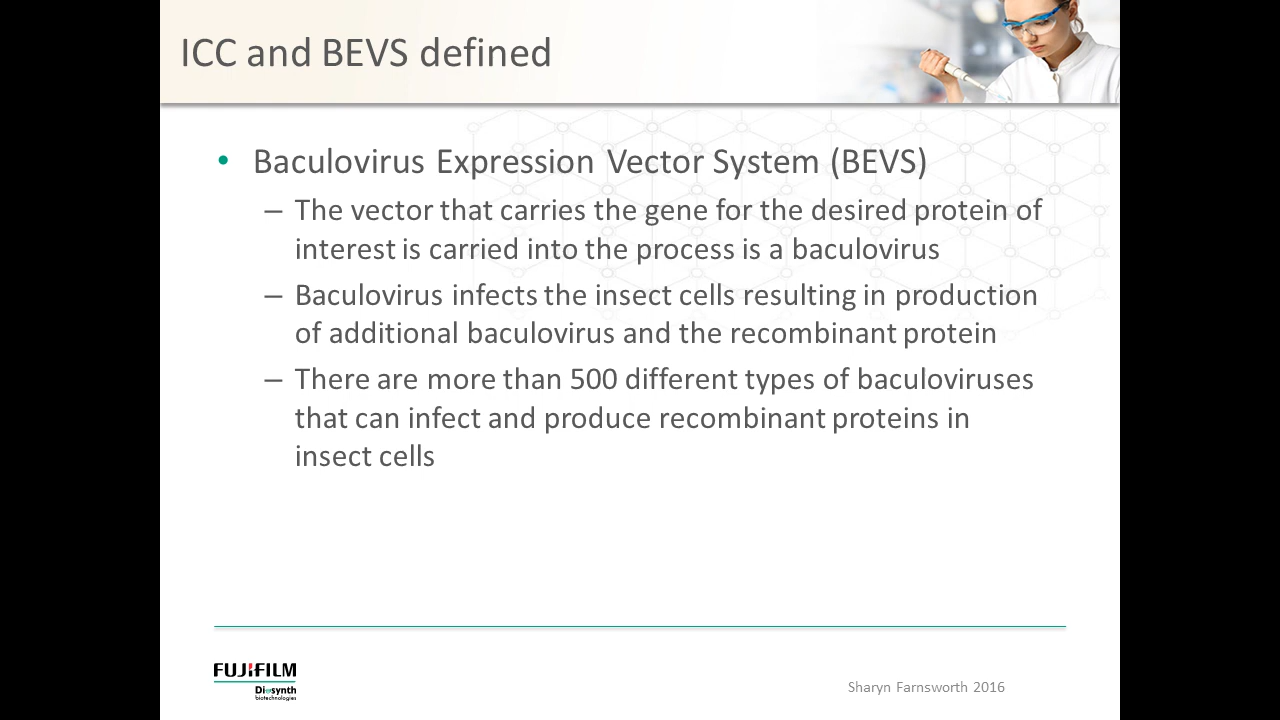 ICC and BEVS defined
• Baculovirus Expression Vector System (BEVS)
– The vector that carries the gene for the desired protein of
interest is carried into the process is a baculovirus
– Baculovirus infects the insect cells resulting in production
of additional baculovirus and the recombinant protein
– There are more than 500 different types of baculoviruses
that can infect and produce recombinant proteins in
insect cells
FUJIFILM
Diosynth
biotechnologies
Sharyn Farnsworth 2016